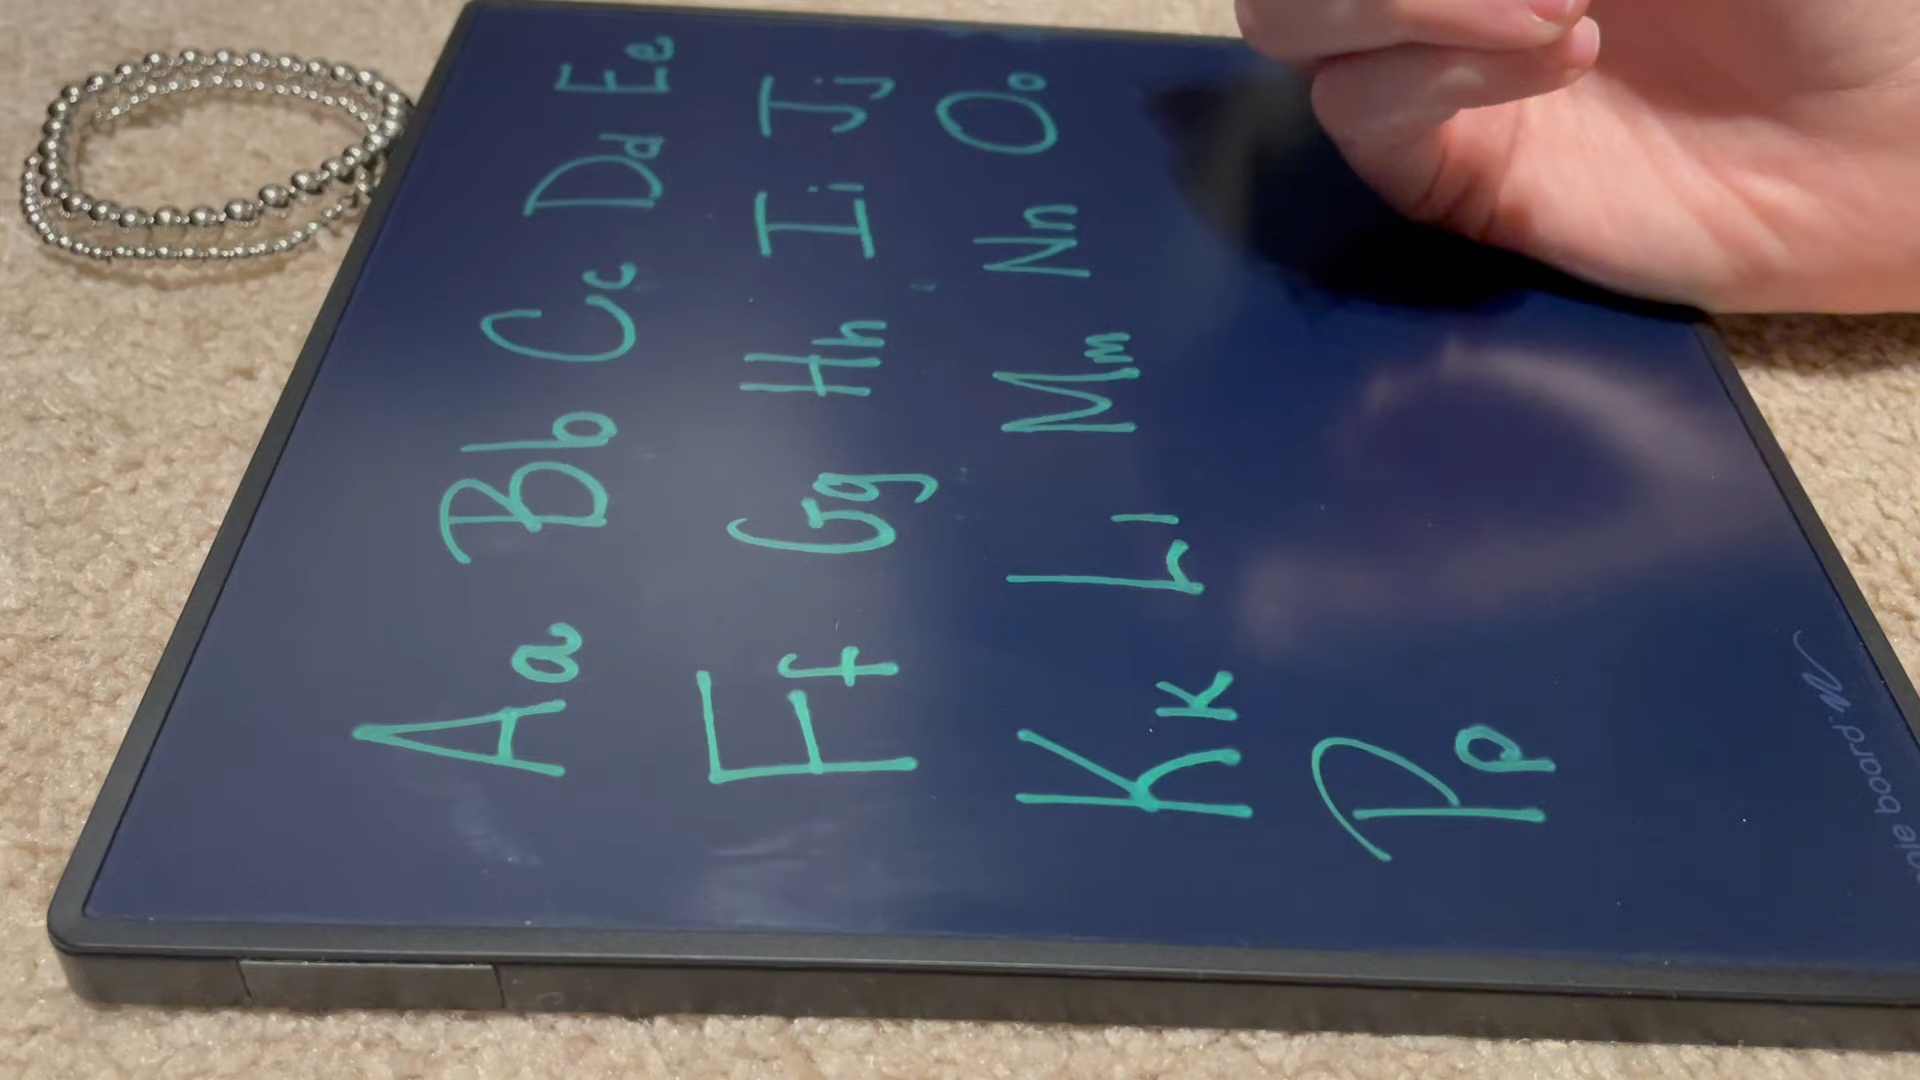 Aa Bb Cc Dd Ee
Ff Gg Hh Ii Jj
Kk Ll Mm Nn Oo
Pp
board